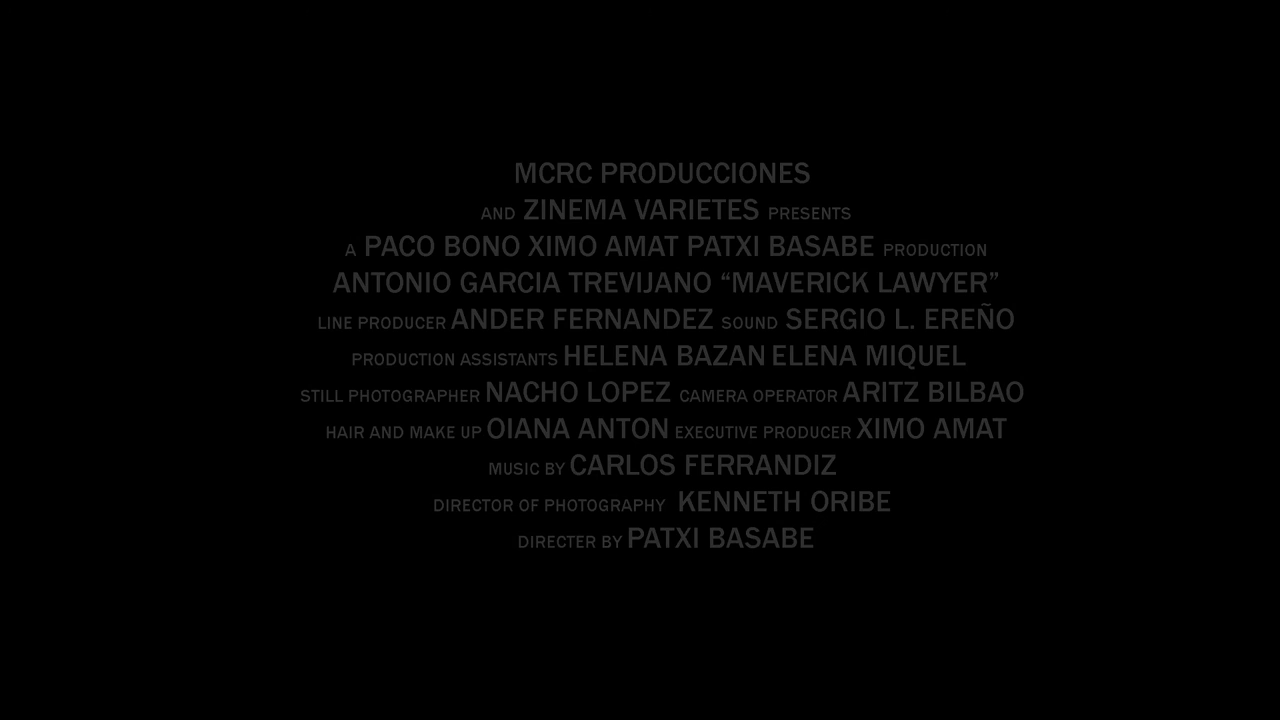 MCRC PRODUCCIONES
AND ZINEMA VARIETES PRESENTS
A PACO BONO XIMO AMAT PATXI BASABE PRODUCTION
ANTONIO GARCIA TREVIJANO “MAVERICK LAWYER”
LINE PRODUCER ANDER FERNANDEZ SOUND SERGIO L. EREÑO
PRODUCTION ASSISTANTS HELENA BAZAN ELENA MIQUEL
STILL PHOTOGRAPHER NACHO LOPEZ CAMERA OPERATOR ARITZ BILBAO
HAIR AND MAKE UP OIANA ANTON EXECUTIVE PRODUCER XIMO AMAT
MUSIC BY CARLOS FERRANDIZ
DIRECTOR OF PHOTOGRAPHY KENNETH ORIBE
DIRECTER BY PATXI BASABE